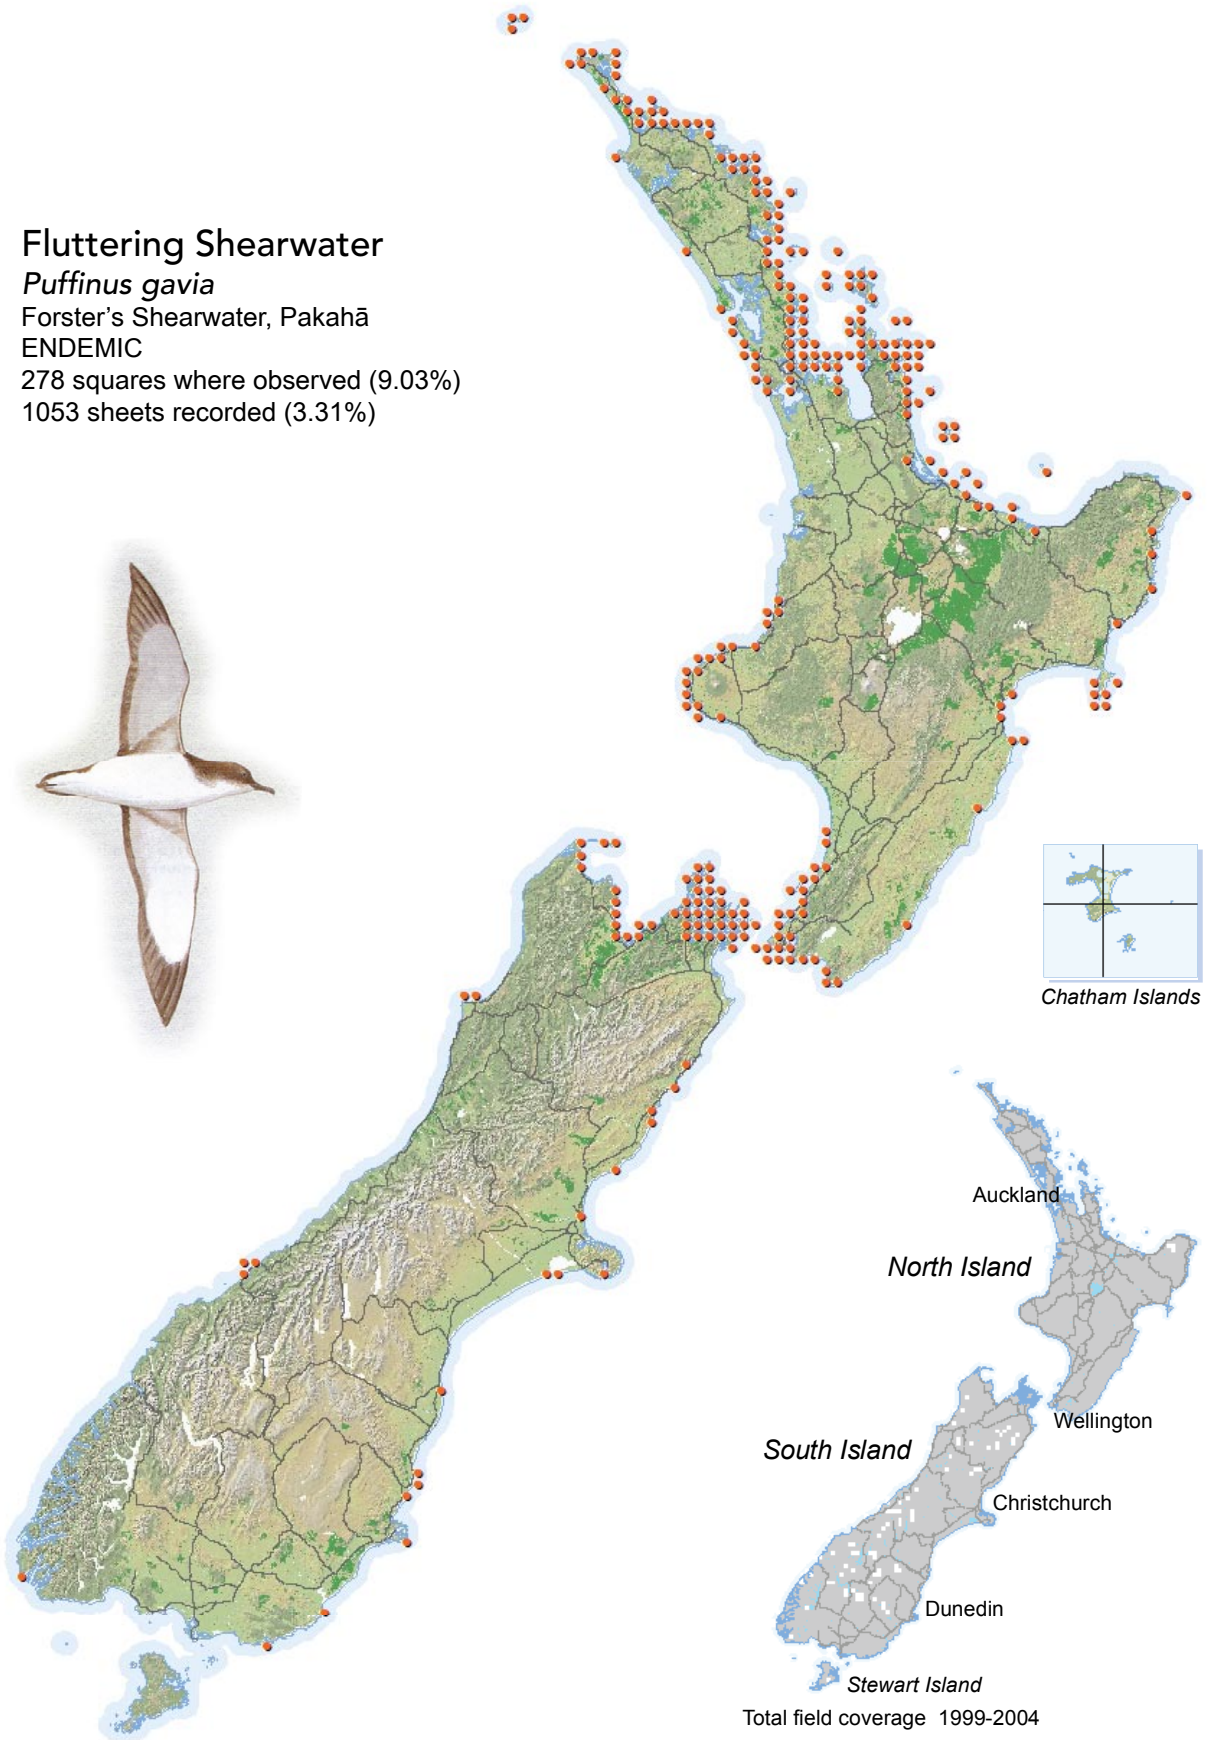 Fluttering Shearwater
Puffinus gavia
Forster's Shearwater, Pakahā
ENDEMIC
278 squares where observed (9.03%)
1053 sheets recorded (3.31%)
Chatham Islands
Auckland
North Island
Wellington
South Island
Christchurch
Dunedin
Stewart Island
Total field coverage 1999-2004